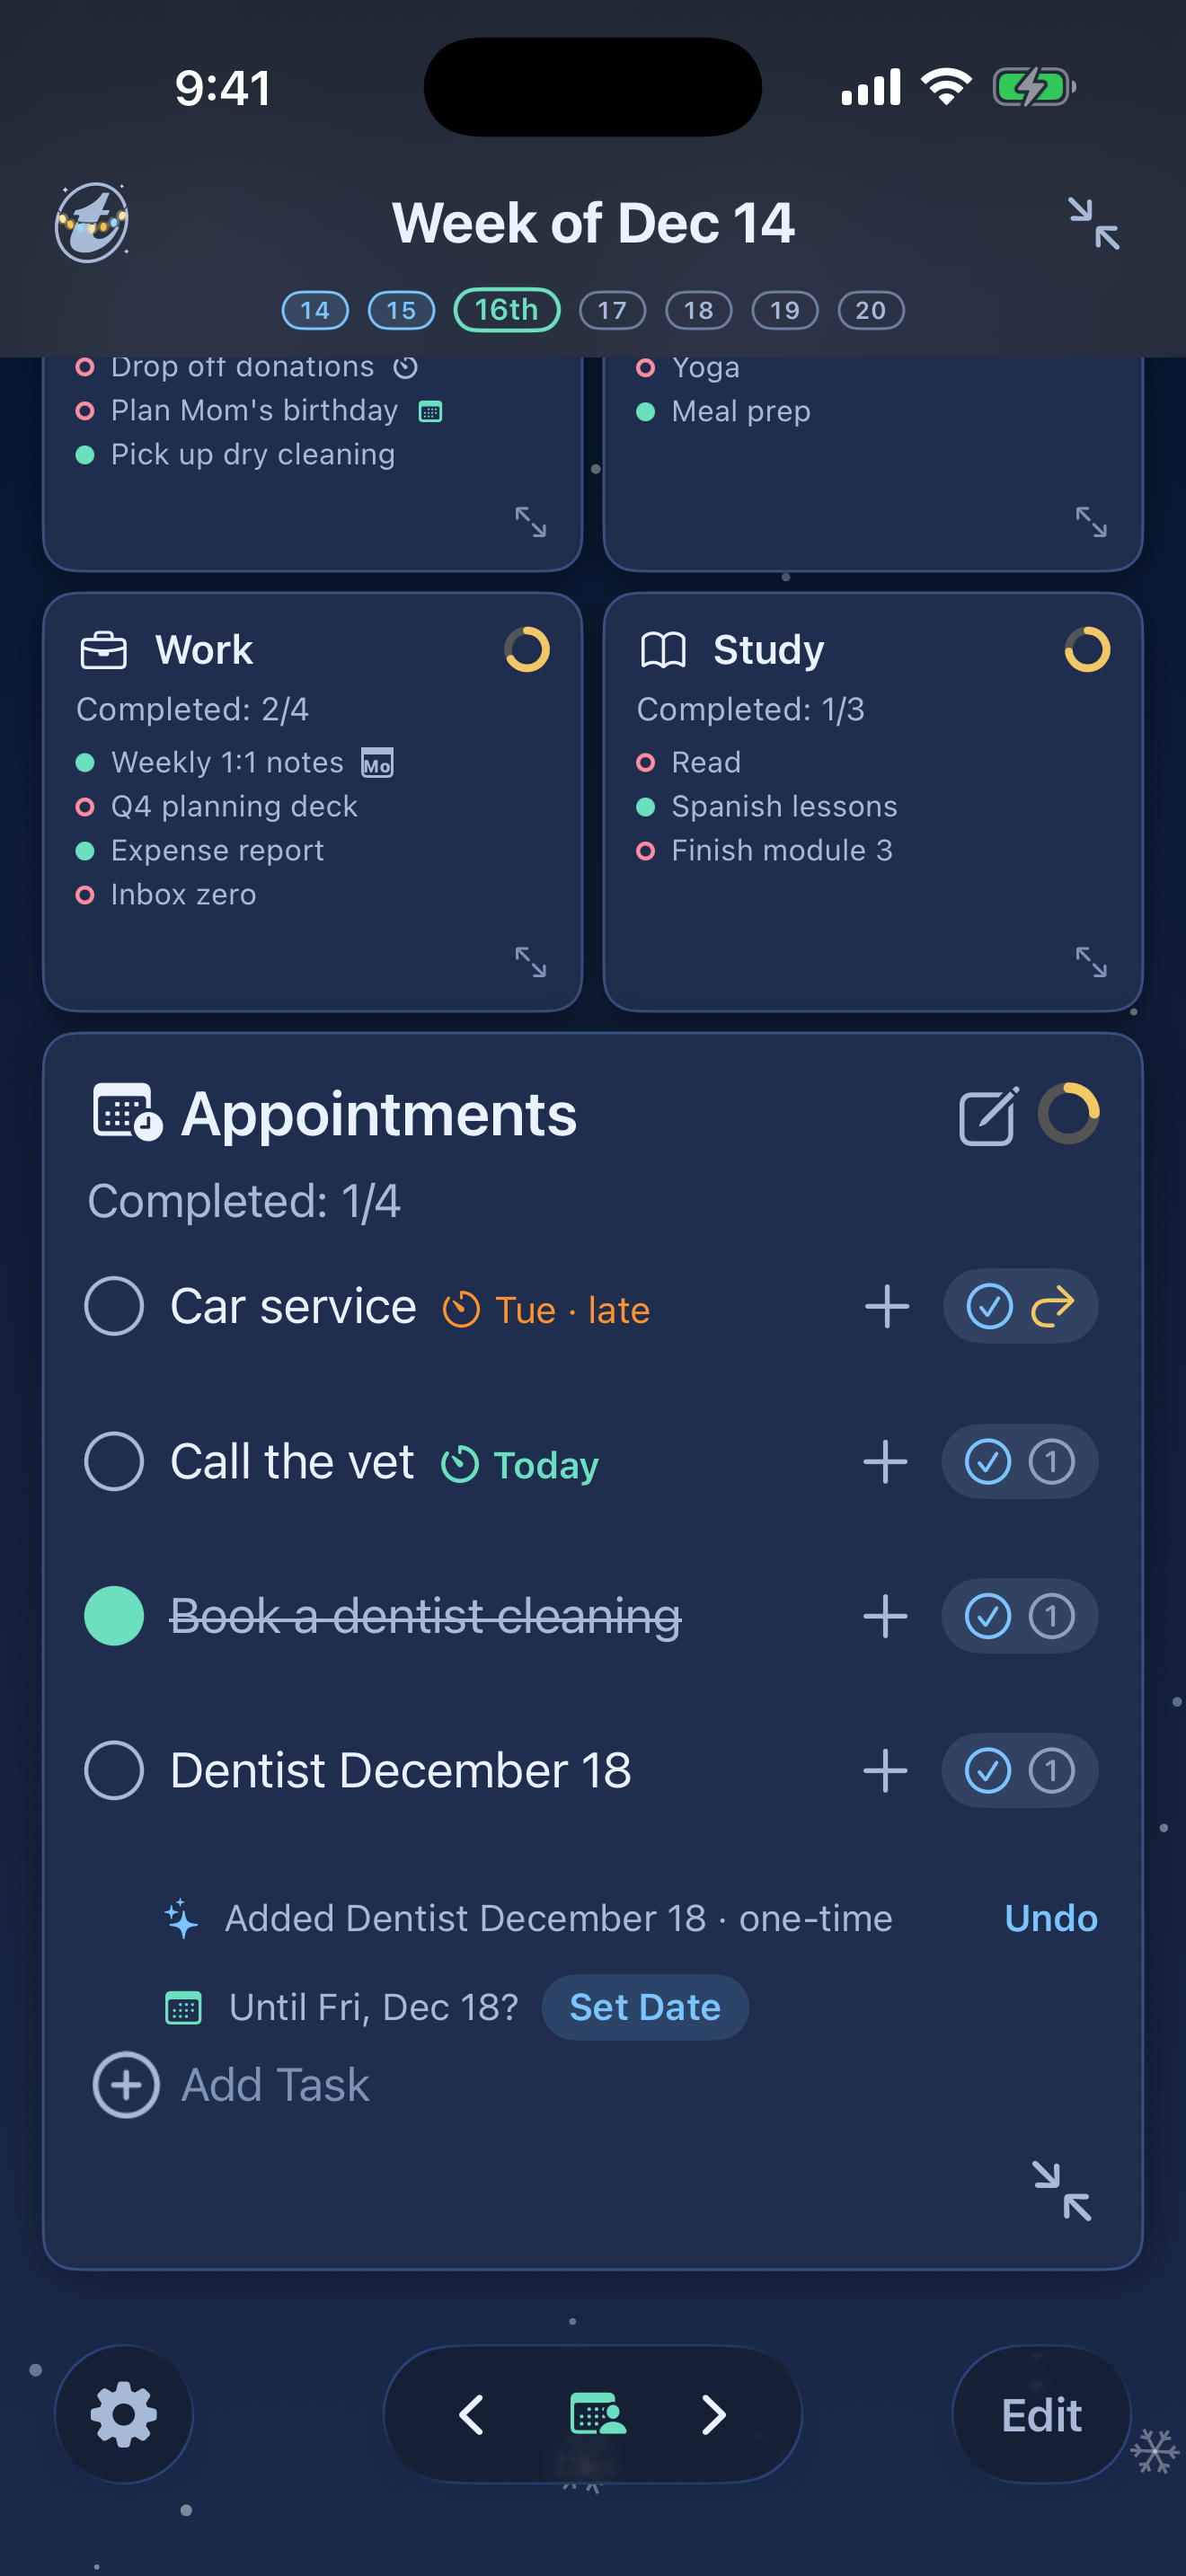 9:41
Week of Dec 14
14 15 16th 17 18 19 20
Drop off donations
Plan Mom's birthday
Pick up dry cleaning
Yoga
Meal prep
Work
Completed: 2/4
Weekly 1:1 notes Mo
Q4 planning deck
Expense report
Inbox zero
Study
Completed: 1/3
Read
Spanish lessons
Finish module 3
Appointments
Completed: 1/4
Car service Tue · late
Call the vet Today 1
Book a dentist cleaning 1
Dentist December 18 1
Added Dentist December 18 · one-time Undo
Until Fri, Dec 18? Set Date
Add Task
Edit